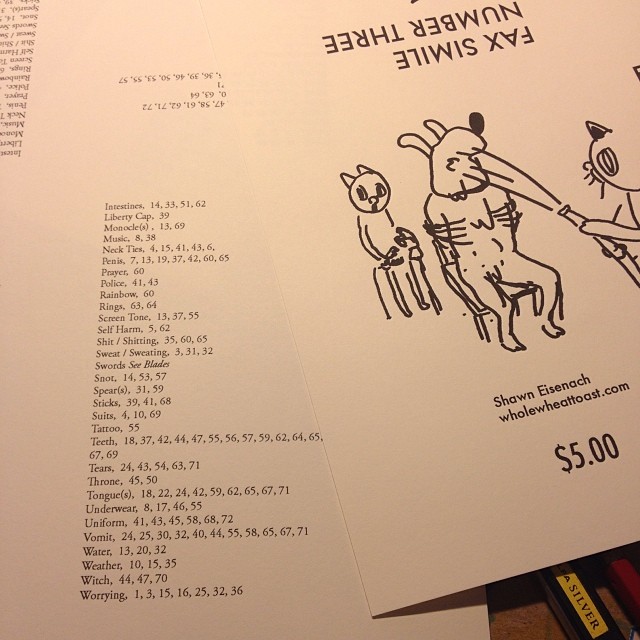 Intestines, 14, 33, 51, 62
Liberty Cap, 39
Monocle(s) , 13, 69
Music, 8, 38
Neck Ties, 4, 15, 41, 43, 6,
Penis, 7, 13, 19, 37, 42, 60, 65
Prayer, 60
Police, 41, 43
Rainbow, 60
Rings, 63, 64
Screen Tone, 13, 37, 55
Self Harm, 5, 62
Shit / Shitting, 35, 60, 65
Sweat / Sweating, 3, 31, 32
Swords See Blades
Snot, 14, 53, 57
Spear(s), 31, 59
Sticks, 39, 41, 68
Suits, 4, 10, 69
Tattoo, 55
Teeth, 18, 37, 42, 44, 47, 55, 56, 57, 59, 62, 64, 65,
67, 69
Tears, 24, 43, 54, 63, 71
Throne, 45, 50
Tongue(s), 18, 22, 24, 42, 59, 62, 65, 67, 71
Underwear, 8, 17, 46, 55
Uniform, 41, 43, 45, 58, 68, 72
Vomit, 24, 25, 30, 32, 40, 44, 55, 58, 65, 67, 71
Water, 13, 20, 32
Weather, 10, 15, 35
Witch, 44, 47, 70
Worrying, 1, 3, 15, 16, 25, 32, 36
47, 58, 61, 62, 71, 72
0, 63, 64
36, 39, 46, 50, 53, 55, 57
FAX SIMILE
NUMBER THREE
Shawn Eisenach
wholewheattoast.com
$5.00
A SILVER